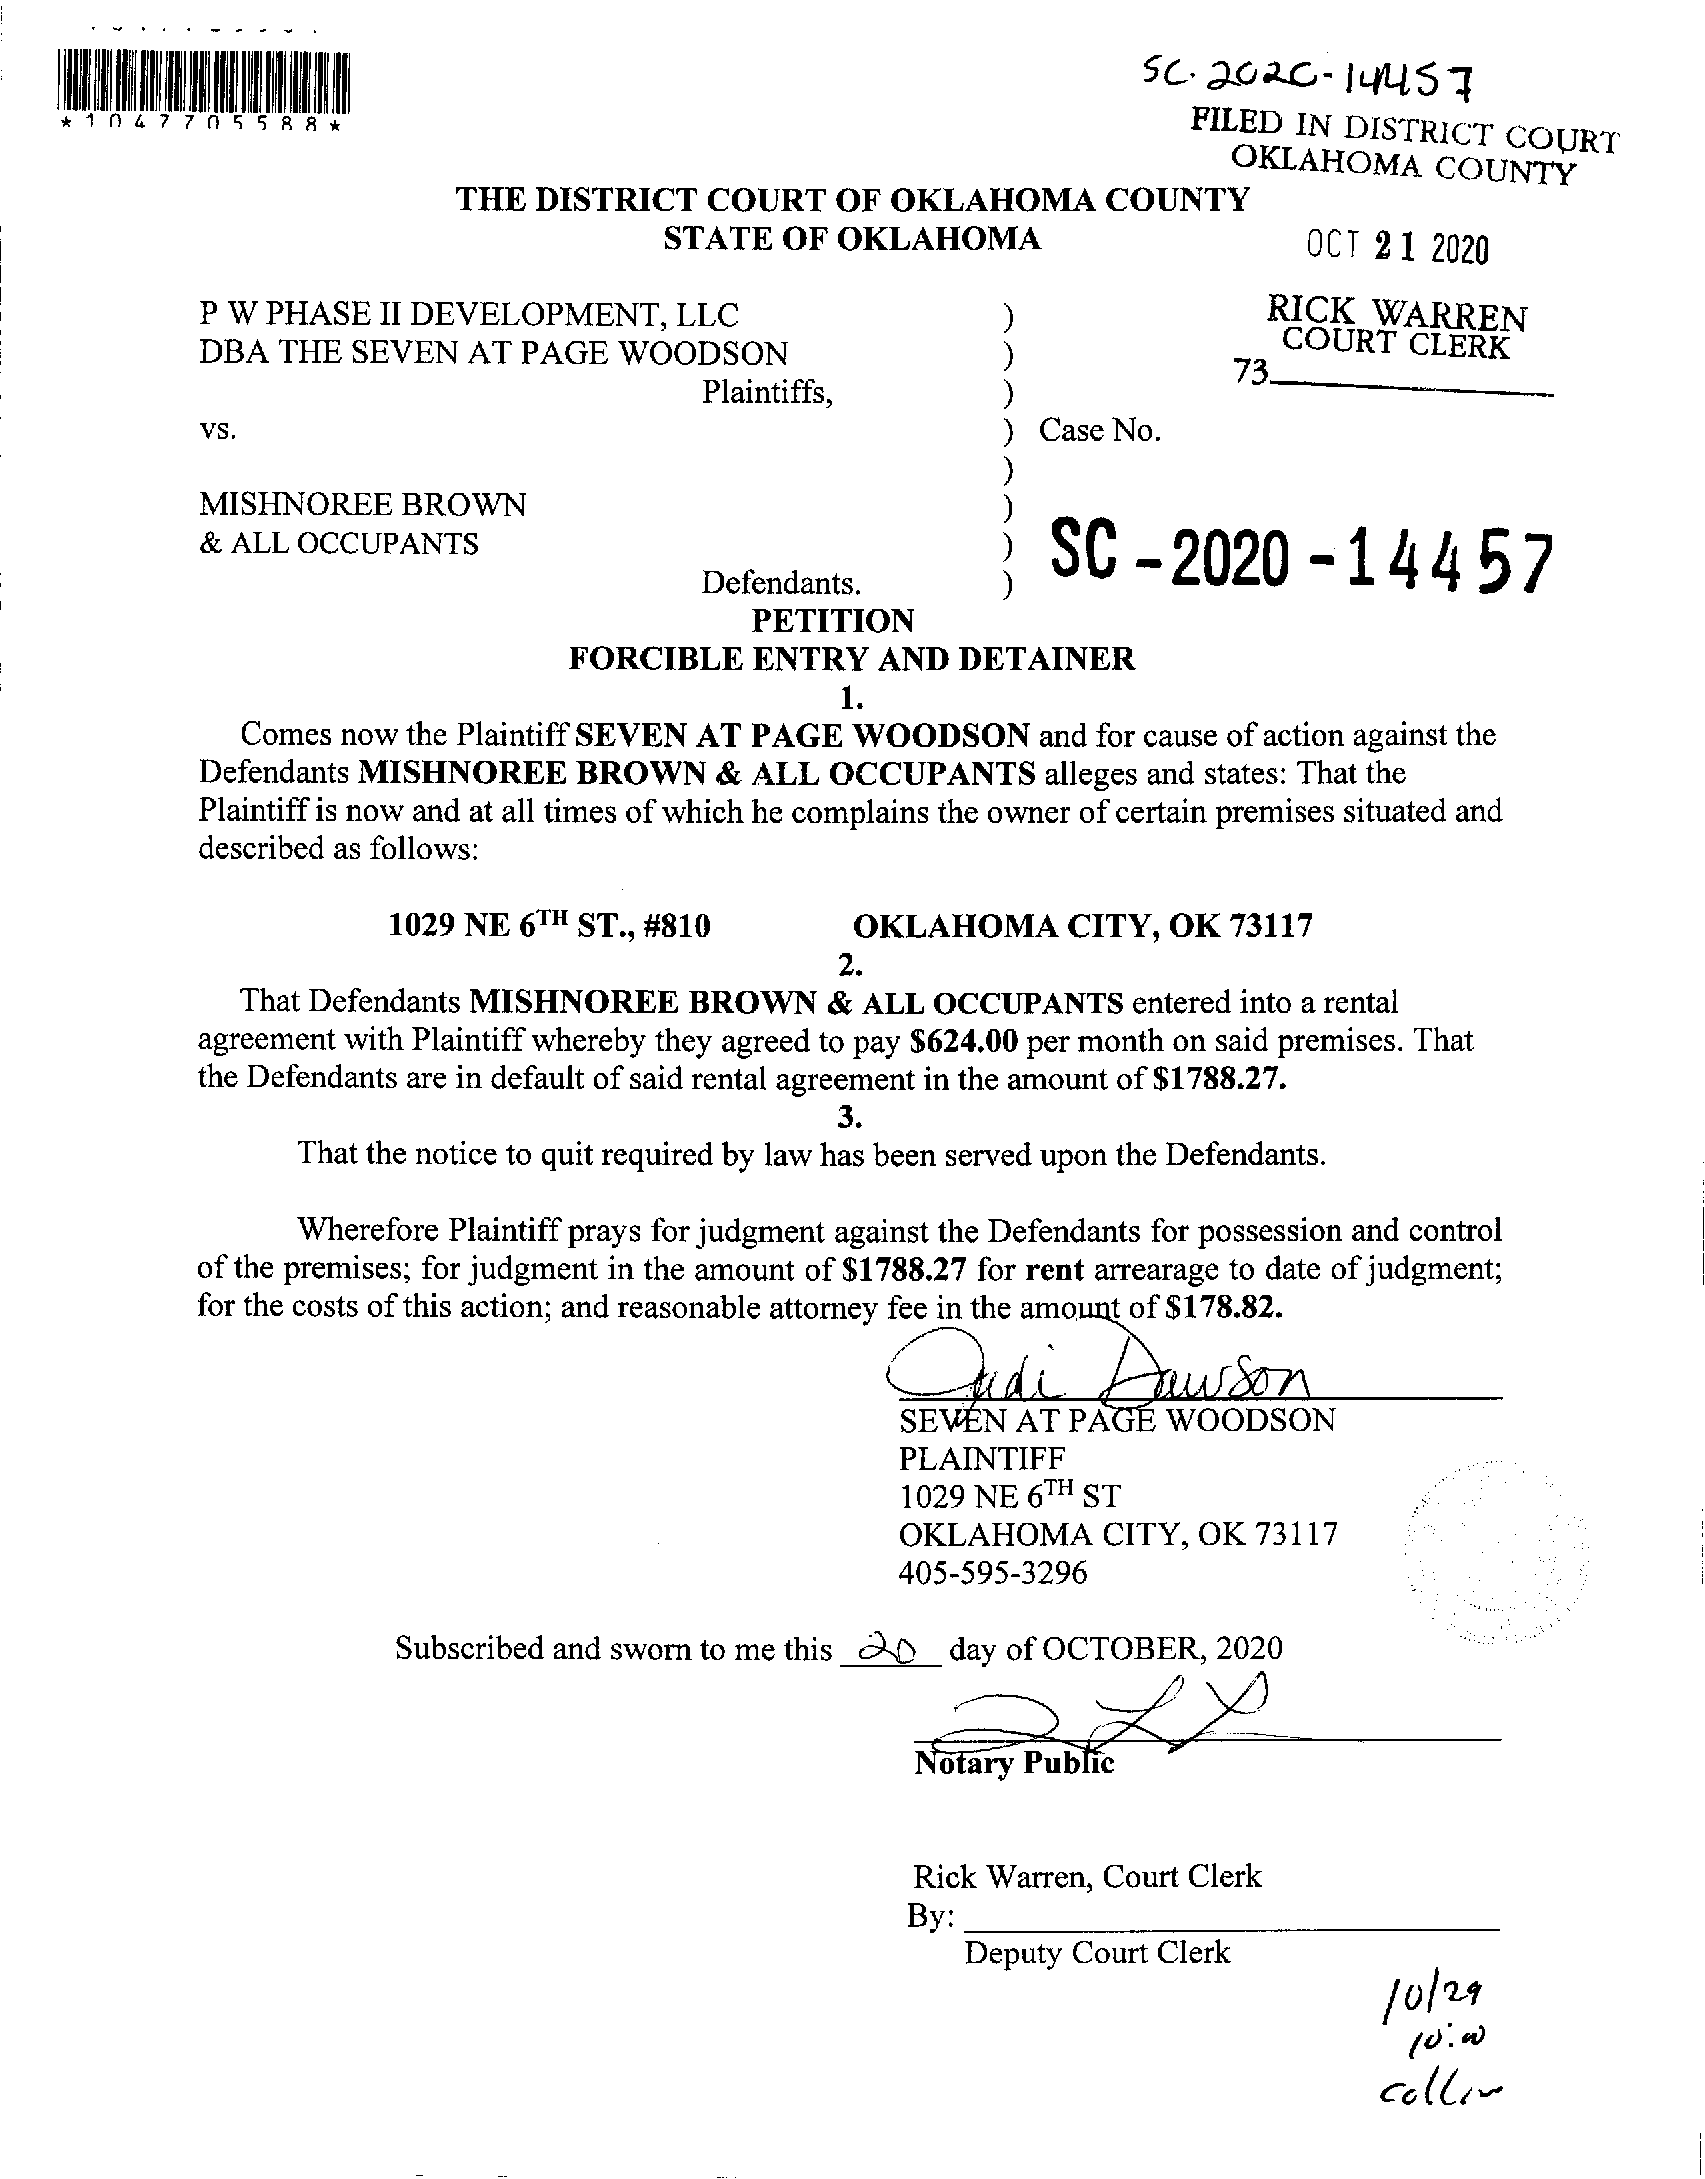 *1047705588*
SC-2020-14457
FILED IN DISTRICT COURT
OKLAHOMA COUNTY
THE DISTRICT COURT OF OKLAHOMA COUNTY
STATE OF OKLAHOMA
OCT 21 2020
P W PHASE II DEVELOPMENT, LLC )
DBA THE SEVEN AT PAGE WOODSON )
Plaintiffs, )
RICK WARREN
COURT CLERK
73
vs. ) Case No.
)
MISHNOREE BROWN )
& ALL OCCUPANTS )
Defendants. )
SC-2020-14457
PETITION
FORCIBLE ENTRY AND DETAINER
1.
Comes now the Plaintiff SEVEN AT PAGE WOODSON and for cause of action against the
Defendants MISHNOREE BROWN & ALL OCCUPANTS alleges and states: That the
Plaintiff is now and at all times of which he complains the owner of certain premises situated and
described as follows:
1029 NE 6TH ST., #810 OKLAHOMA CITY, OK 73117
2.
That Defendants MISHNOREE BROWN & ALL OCCUPANTS entered into a rental
agreement with Plaintiff whereby they agreed to pay $624.00 per month on said premises. That
the Defendants are in default of said rental agreement in the amount of $1788.27.
3.
That the notice to quit required by law has been served upon the Defendants.
Wherefore Plaintiff prays for judgment against the Defendants for possession and control
of the premises; for judgment in the amount of $1788.27 for rent arrearage to date of judgment;
for the costs of this action; and reasonable attorney fee in the amount of $178.82.
Judi Dawson
SEVEN AT PAGE WOODSON
PLAINTIFF
1029 NE 6TH ST
OKLAHOMA CITY, OK 73117
405-595-3296
Subscribed and sworn to me this 20 day of OCTOBER, 2020
Notary Public
Rick Warren, Court Clerk
By:
Deputy Court Clerk
10/29
10:00